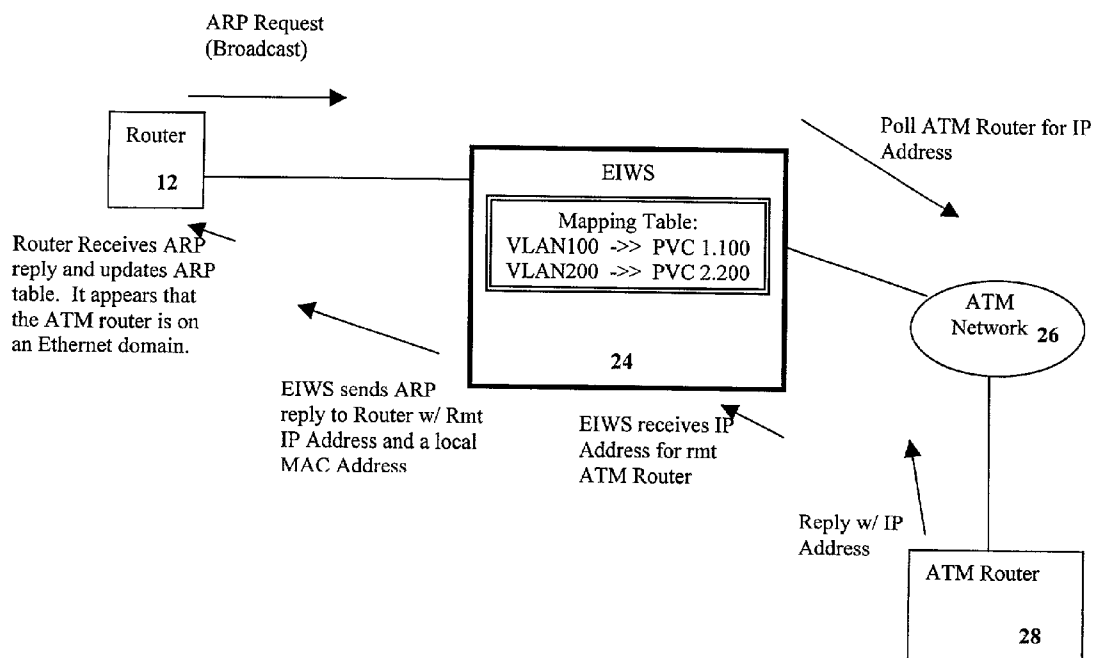 ARP Request
(Broadcast)
Router
12
Poll ATM Router for IP
Address
EIWS
Mapping Table:
VLAN100 ->> PVC 1.100
VLAN200 ->> PVC 2.200
24
Router Receives ARP
reply and updates ARP
table. It appears that
the ATM router is on
an Ethernet domain.
ATM
Network 26
EIWS sends ARP
reply to Router w/ Rmt
IP Address and a local
MAC Address
EIWS receives IP
Address for rmt
ATM Router
Reply w/ IP
Address
ATM Router
28